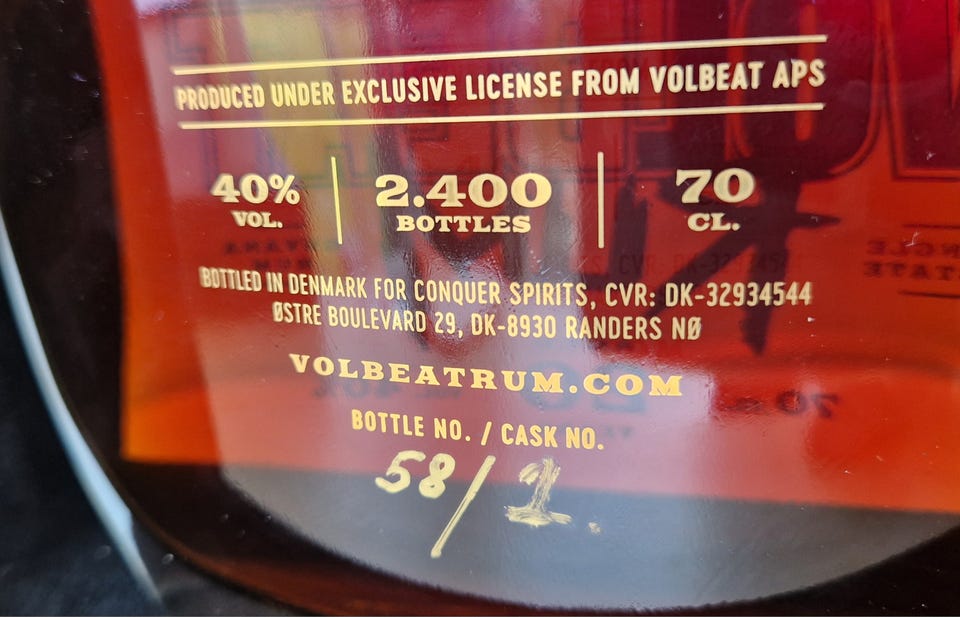 PRODUCED UNDER EXCLUSIVE LICENSE FROM VOLBEAT APS
40% 2.400 70
VOL. BOTTLES CL.
BOTTLED IN DENMARK FOR CONQUER SPIRITS, CVR: DK-32934544
ØSTRE BOULEVARD 29, DK-8930 RANDERS NØ
VOLBEATRUM.COM
BOTTLE NO. / CASK NO.
58/1